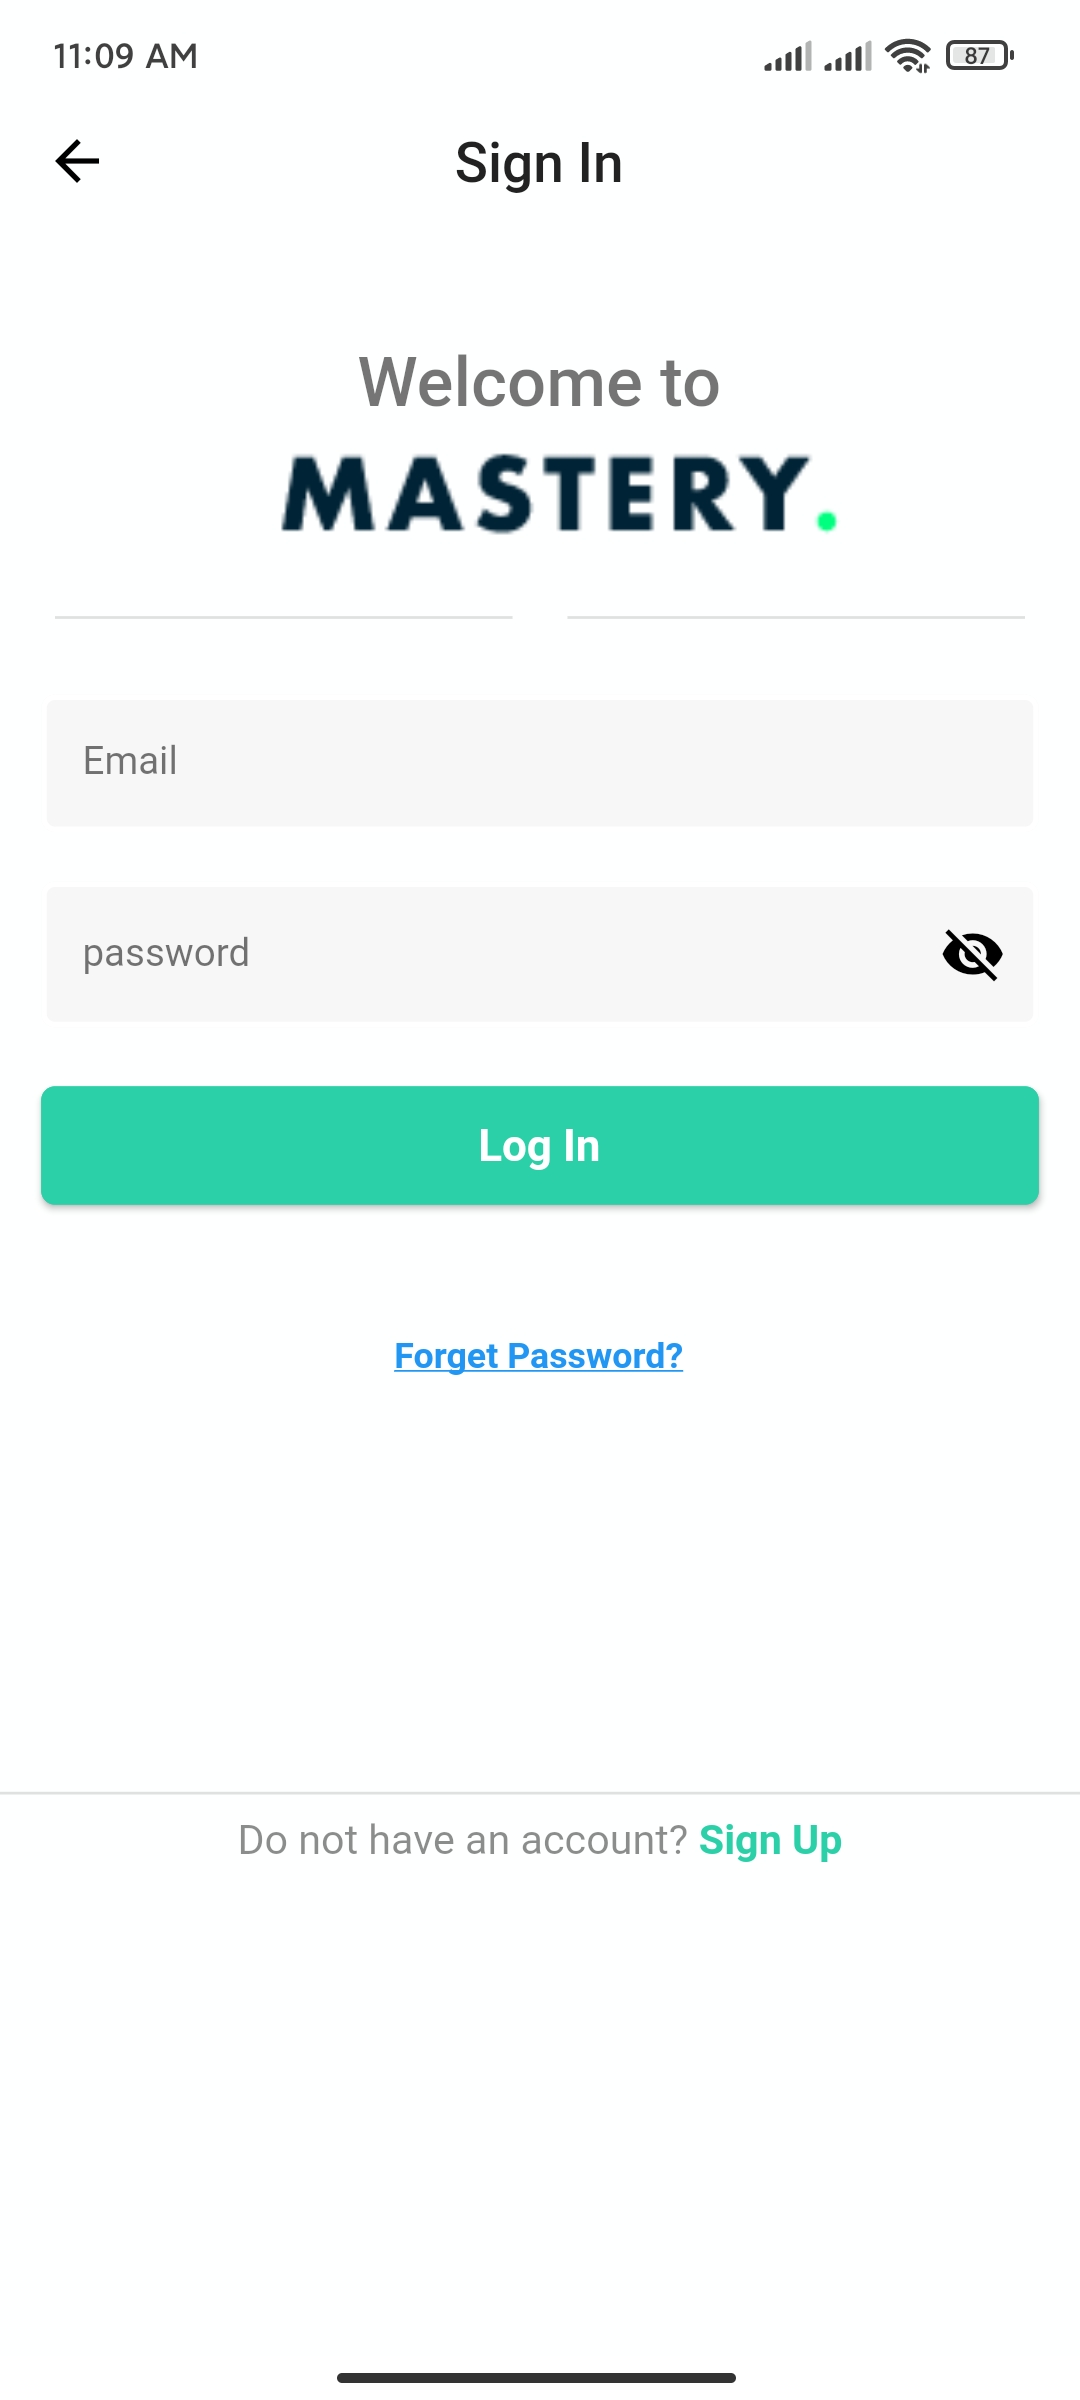 11:09 AM
87
Sign In
Welcome to
MASTERY.
Email
password
Log In
Forget Password?
Do not have an account? Sign Up